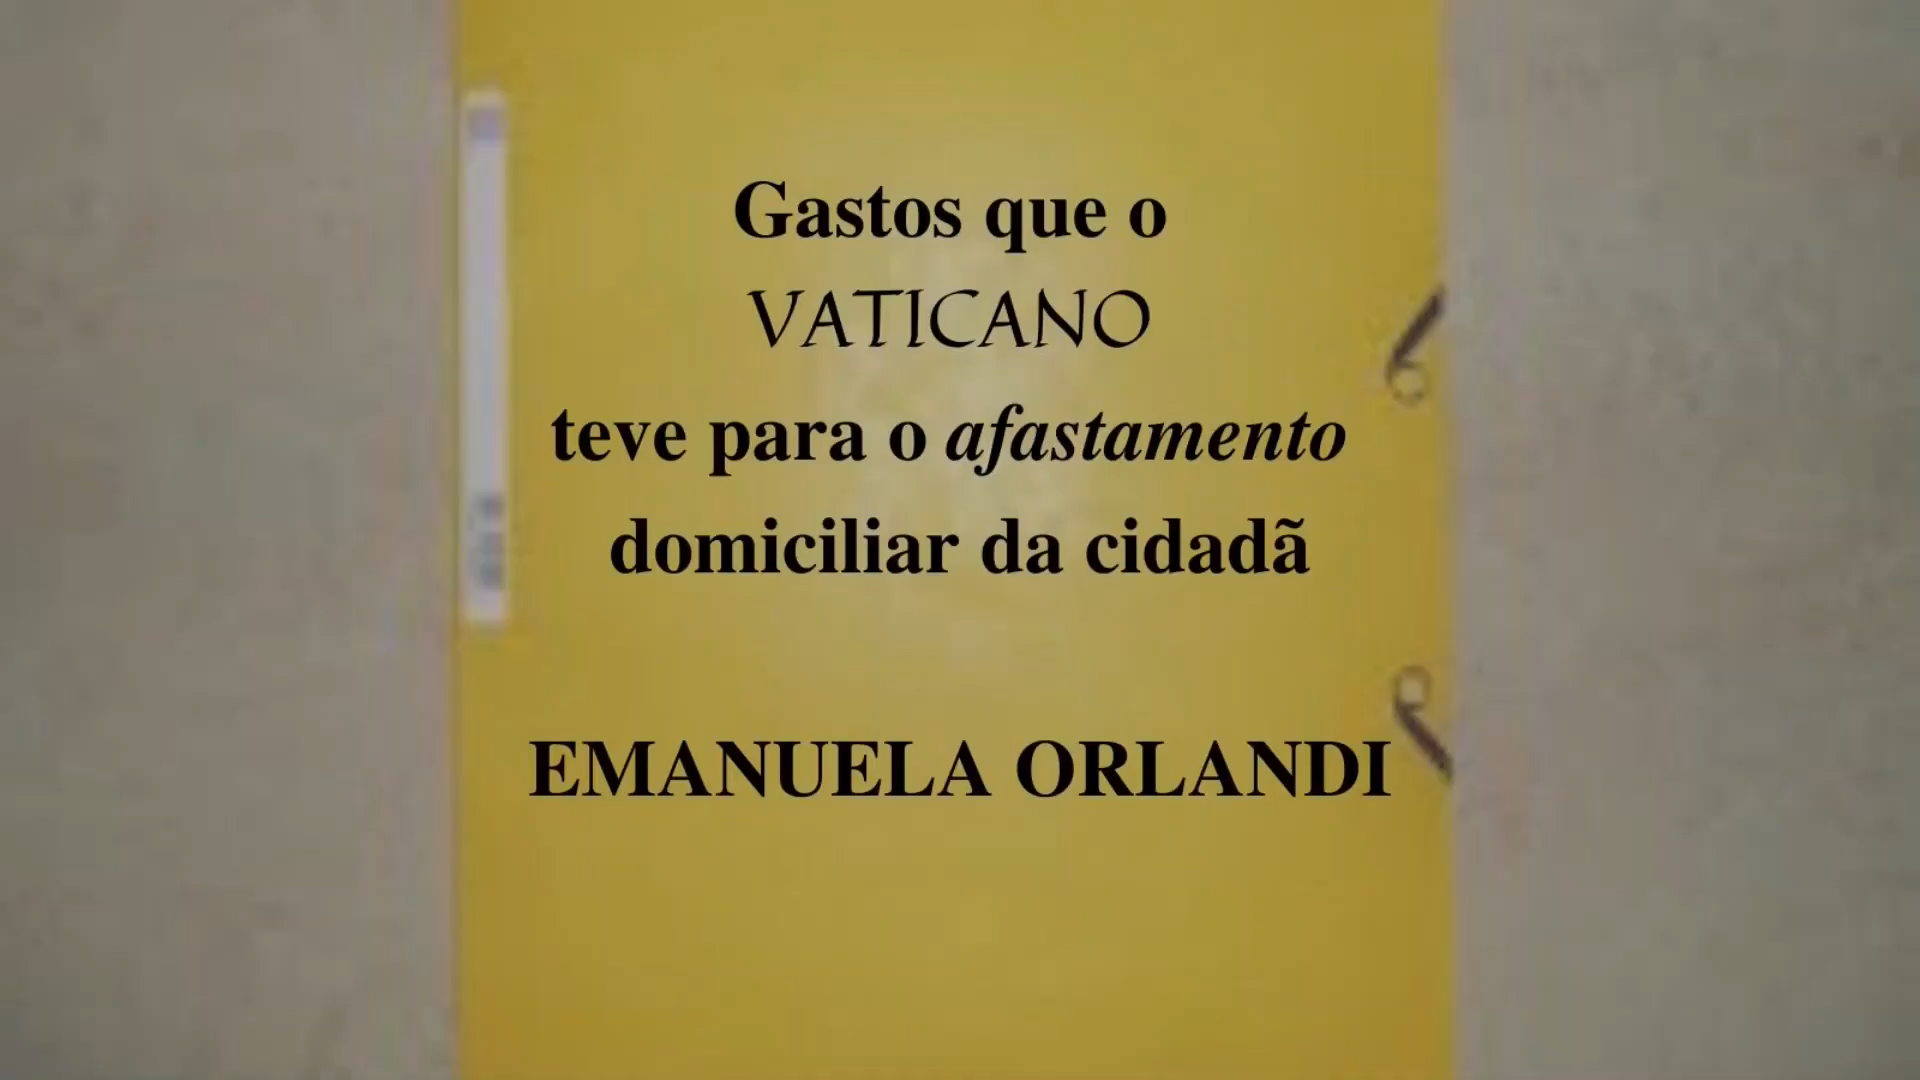 Gastos que o
VATICANO
teve para o afastamento
domiciliar da cidadã
EMANUELA ORLANDI